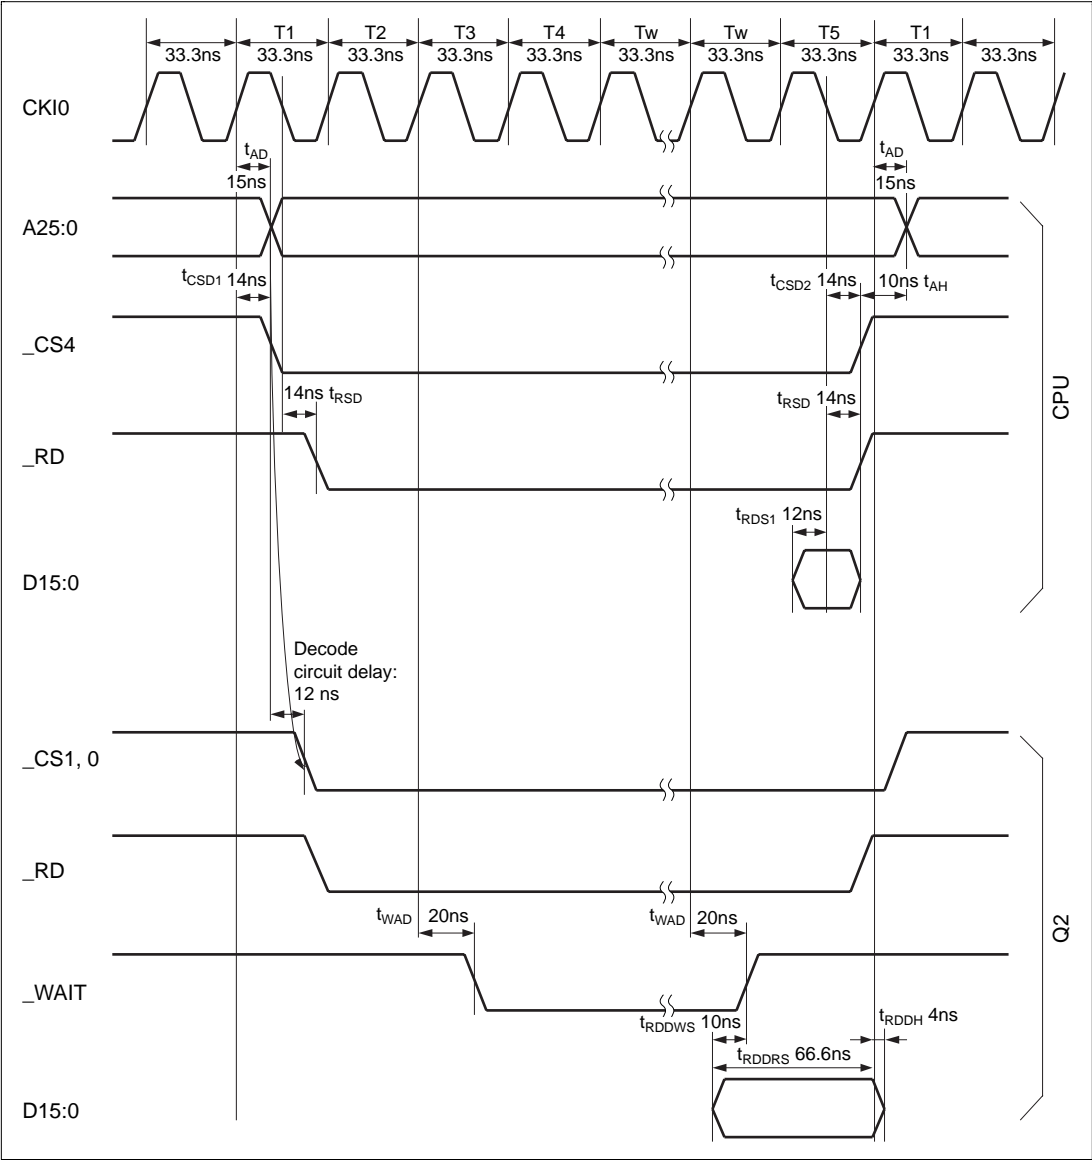 T1 T2 T3 T4 Tw Tw T5 T1
33.3ns 33.3ns 33.3ns 33.3ns 33.3ns 33.3ns 33.3ns 33.3ns 33.3ns 33.3ns
CKI0
tAD tAD
15ns 15ns
A25:0
tCSD1 14ns tCSD2 14ns 10ns tAH
_CS4
14ns tRSD tRSD 14ns
_RD
tRDS1 12ns
D15:0
CPU
Decode
circuit delay:
12 ns
_CS1, 0
_RD
tWAD 20ns tWAD 20ns
Q2
_WAIT
tRDDWS 10ns tRDDH 4ns
tRDDRS 66.6ns
D15:0